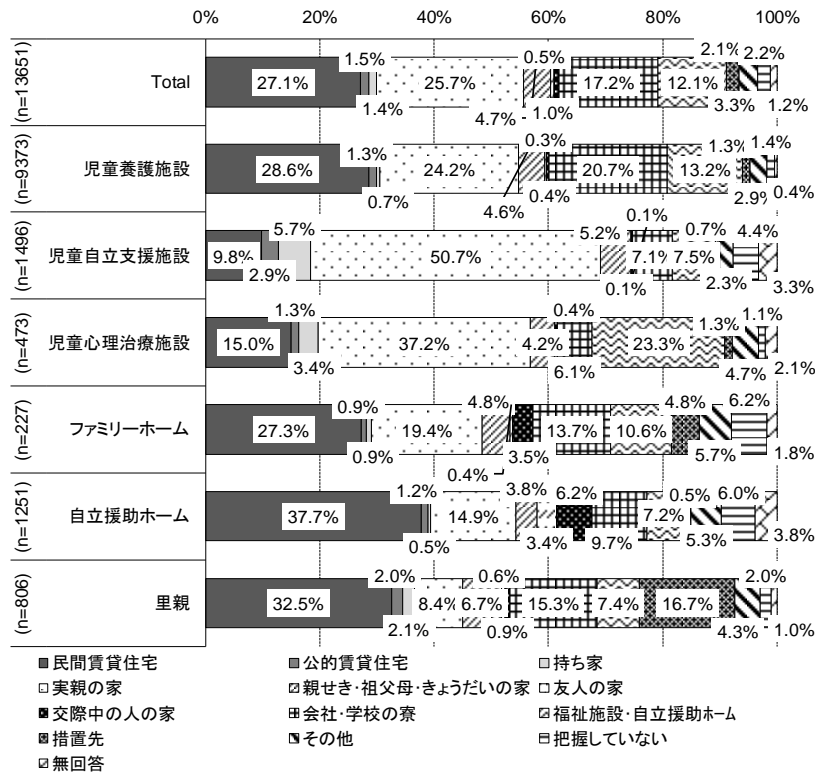 0% 20% 40% 60% 80% 100%
(n=13651) Total
1.5% 0.5% 2.1% 2.2%
27.1% 25.7% 17.2% 12.1%
1.4% 4.7% 1.0% 3.3% 1.2%
(n=9373) 児童養護施設
1.3% 0.3% 1.3% 1.4%
28.6% 24.2% 20.7% 13.2%
0.7% 4.6% 0.4% 2.9% 0.4%
(n=1496) 児童自立支援施設
5.7% 5.2% 0.1% 0.7% 4.4%
9.8% 50.7% 7.1% 7.5%
2.9% 0.1% 2.3% 3.3%
(n=473) 児童心理治療施設
1.3% 0.4% 1.3% 1.1%
15.0% 37.2% 4.2% 23.3%
3.4% 6.1% 4.7% 2.1%
(n=227) ファミリーホーム
0.9% 4.8% 4.8% 6.2%
27.3% 19.4% 13.7% 10.6%
0.9% 0.4% 3.5% 5.7% 1.8%
(n=1251) 自立援助ホーム
1.2% 3.8% 6.2% 0.5% 6.0%
37.7% 14.9% 7.2%
0.5% 3.4% 9.7% 5.3% 3.8%
(n=806) 里親
2.0% 0.6% 2.0%
32.5% 8.4% 6.7% 15.3% 7.4% 16.7%
2.1% 0.9% 4.3% 1.0%
民間賃貸住宅 公的賃貸住宅 持ち家
実親の家 親せき・祖父母・きょうだいの家 友人の家
交際中の人の家 会社・学校の寮 福祉施設・自立援助ホーム
措置先 その他 把握していない
無回答